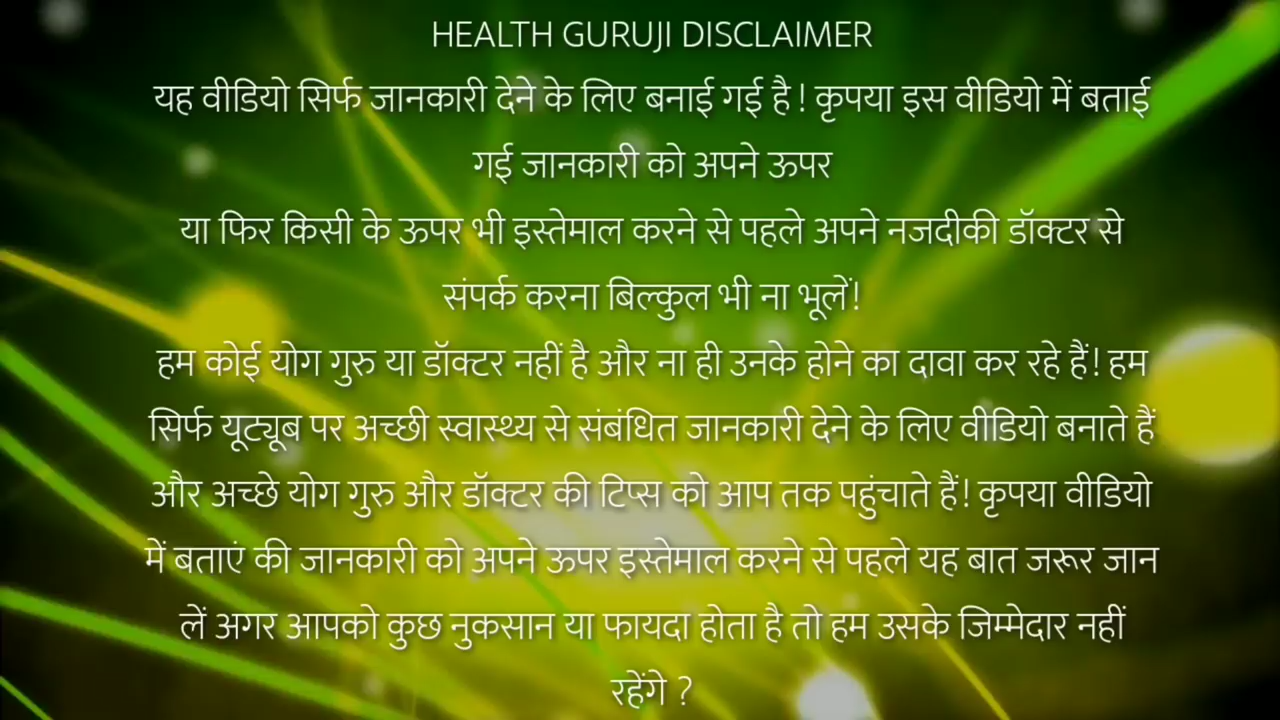 HEALTH GURUJI DISCLAIMER
यह वीडियो सिर्फ जानकारी देने के लिए बनाई गई है! कृपया इस वीडियो में बताई
गई जानकारी को अपने ऊपर
या फिर किसी के ऊपर भी इस्तेमाल करने से पहले अपने नजदीकी डॉक्टर से
संपर्क करना बिल्कुल भी ना भूलें!
हम कोई योग गुरु या डॉक्टर नहीं है और ना ही उनके होने का दावा कर रहे हैं! हम
सिर्फ यूट्यूब पर अच्छी स्वास्थ्य से संबंधित जानकारी देने के लिए वीडियो बनाते हैं
और अच्छे योग गुरु और डॉक्टर की टिप्स को आप तक पहुंचाते हैं! कृपया वीडियो
में बताएं की जानकारी को अपने ऊपर इस्तेमाल करने से पहले यह बात जरूर जान
लें अगर आपको कुछ नुकसान या फायदा होता है तो हम उसके जिम्मेदार नहीं
रहेंगे ?